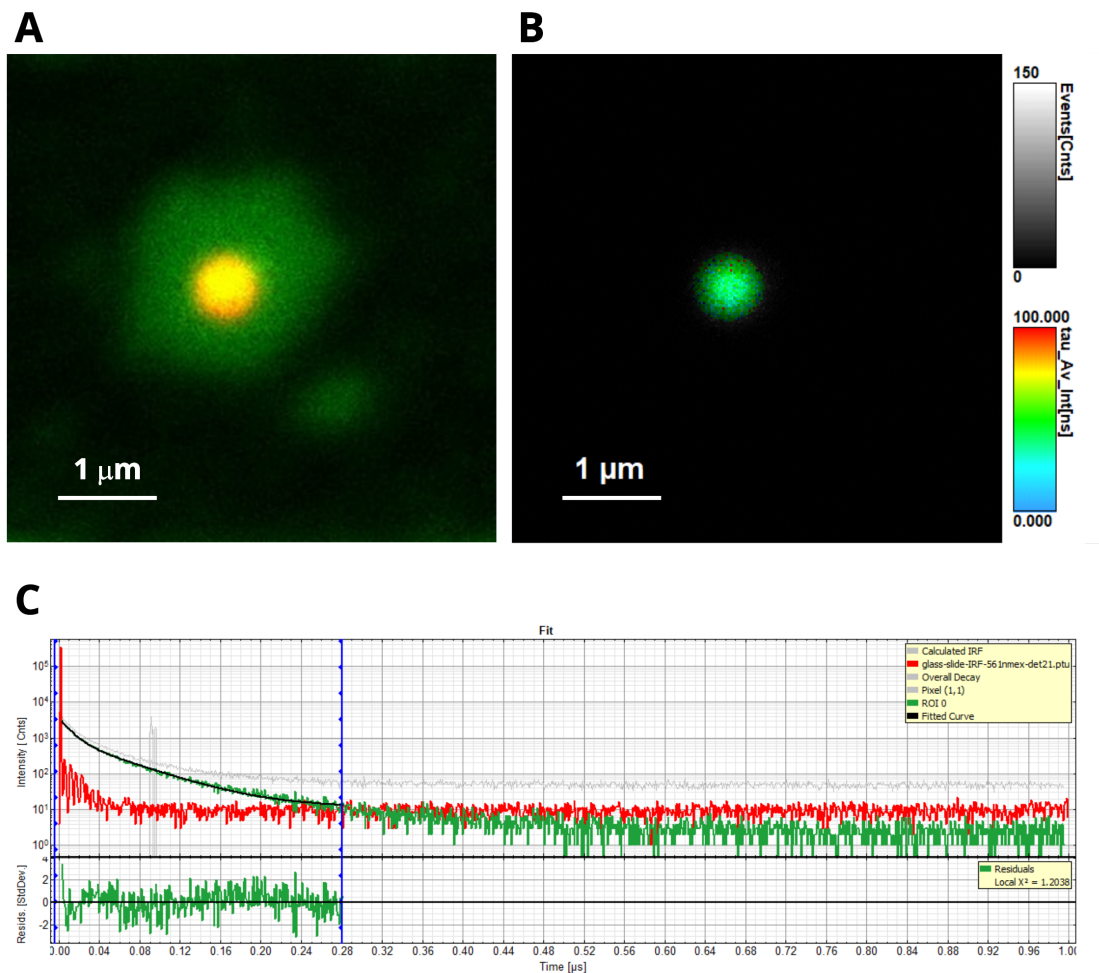 A
B
1 μm
1 μm
150
Events[Cnts]
0
100.000
tau_Av_Int[ns]
0.000
C
Fit
Intensity [Cnts]
10⁵
10⁴
10³
10²
10¹
10⁰
Calculated IRF
glass-slide-IRF-561nmex-det21.ptu
Overall Decay
Pixel (1,1)
ROI 0
Fitted Curve
Resids. [StdDev.]
4
2
0
-2
Residuals
Local X² = 1.2038
0.00 0.04 0.08 0.12 0.16 0.20 0.24 0.28 0.32 0.36 0.40 0.44 0.48 0.52 0.56 0.60 0.64 0.68 0.72 0.76 0.80 0.84 0.88 0.92 0.96 1.00
Time [µs]